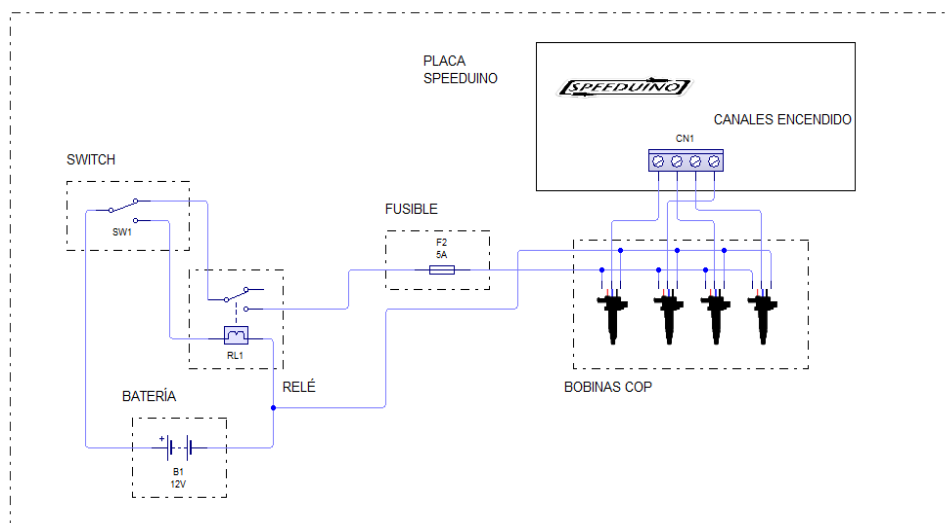 PLACA
SPEEDUINO
SPEEDUINO
CANALES ENCENDIDO
CN1
SWITCH
SW1
FUSIBLE
F2
5A
RL1
RELÉ
BOBINAS COP
BATERÍA
+
B1
12V